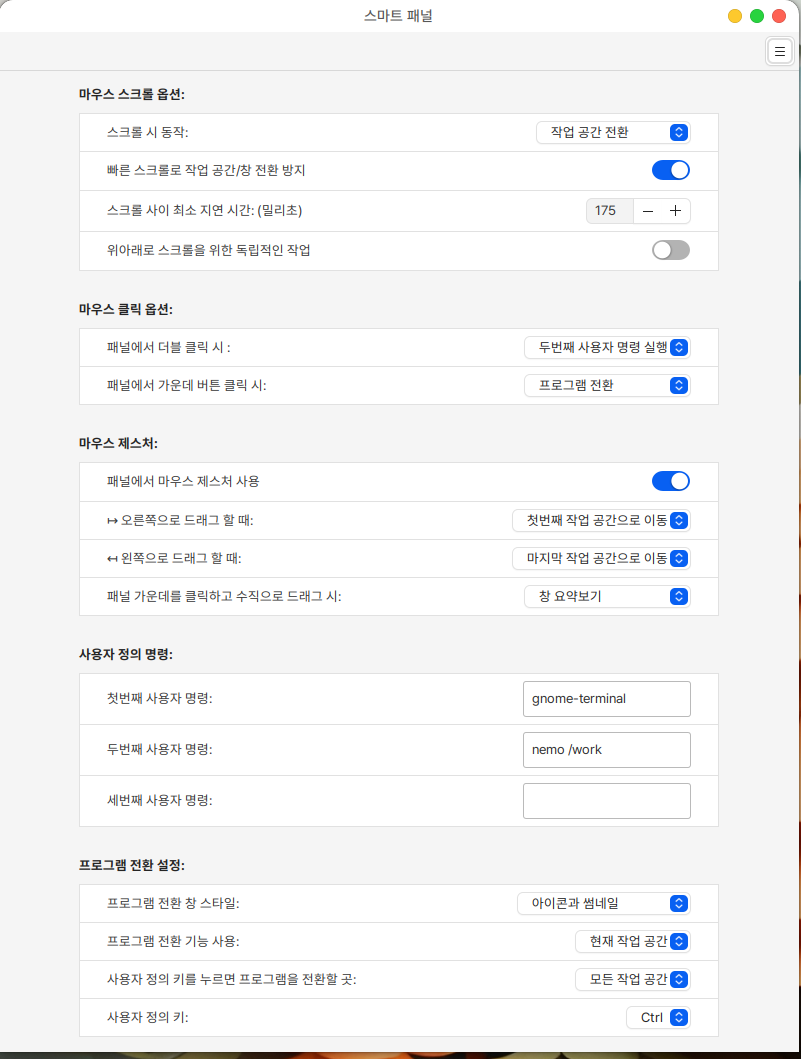 스마트 패널
마우스 스크롤 옵션:
스크롤 시 동작: 작업 공간 전환
빠른 스크롤로 작업 공간/창 전환 방지
스크롤 사이 최소 지연 시간: (밀리초) 175 − +
위아래로 스크롤을 위한 독립적인 작업
마우스 클릭 옵션:
패널에서 더블 클릭 시 : 두번째 사용자 명령 실행
패널에서 가운데 버튼 클릭 시: 프로그램 전환
마우스 제스처:
패널에서 마우스 제스처 사용
↦ 오른쪽으로 드래그 할 때: 첫번째 작업 공간으로 이동
↤ 왼쪽으로 드래그 할 때: 마지막 작업 공간으로 이동
패널 가운데를 클릭하고 수직으로 드래그 시: 창 요약보기
사용자 정의 명령:
첫번째 사용자 명령: gnome-terminal
두번째 사용자 명령: nemo /work
세번째 사용자 명령:
프로그램 전환 설정:
프로그램 전환 창 스타일: 아이콘과 썸네일
프로그램 전환 기능 사용: 현재 작업 공간
사용자 정의 키를 누르면 프로그램을 전환할 곳: 모든 작업 공간
사용자 정의 키: Ctrl